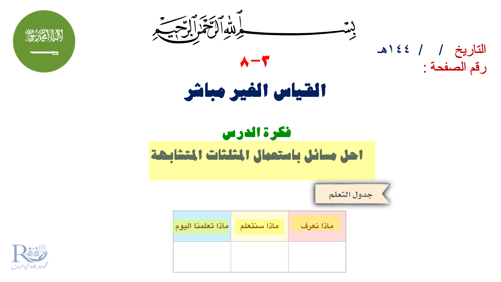 بسم الله الرحمن الرحيم
التاريخ / / ١٤٤هـ
رقم الصفحة :
٣-٨
القياس الغير مباشر
فكرة الدرس
احل مسائل باستعمال المثلثات المتشابهة
جدول التعلم
ماذا نعرف
ماذا سنتعلم
ماذا تعلمنا اليوم